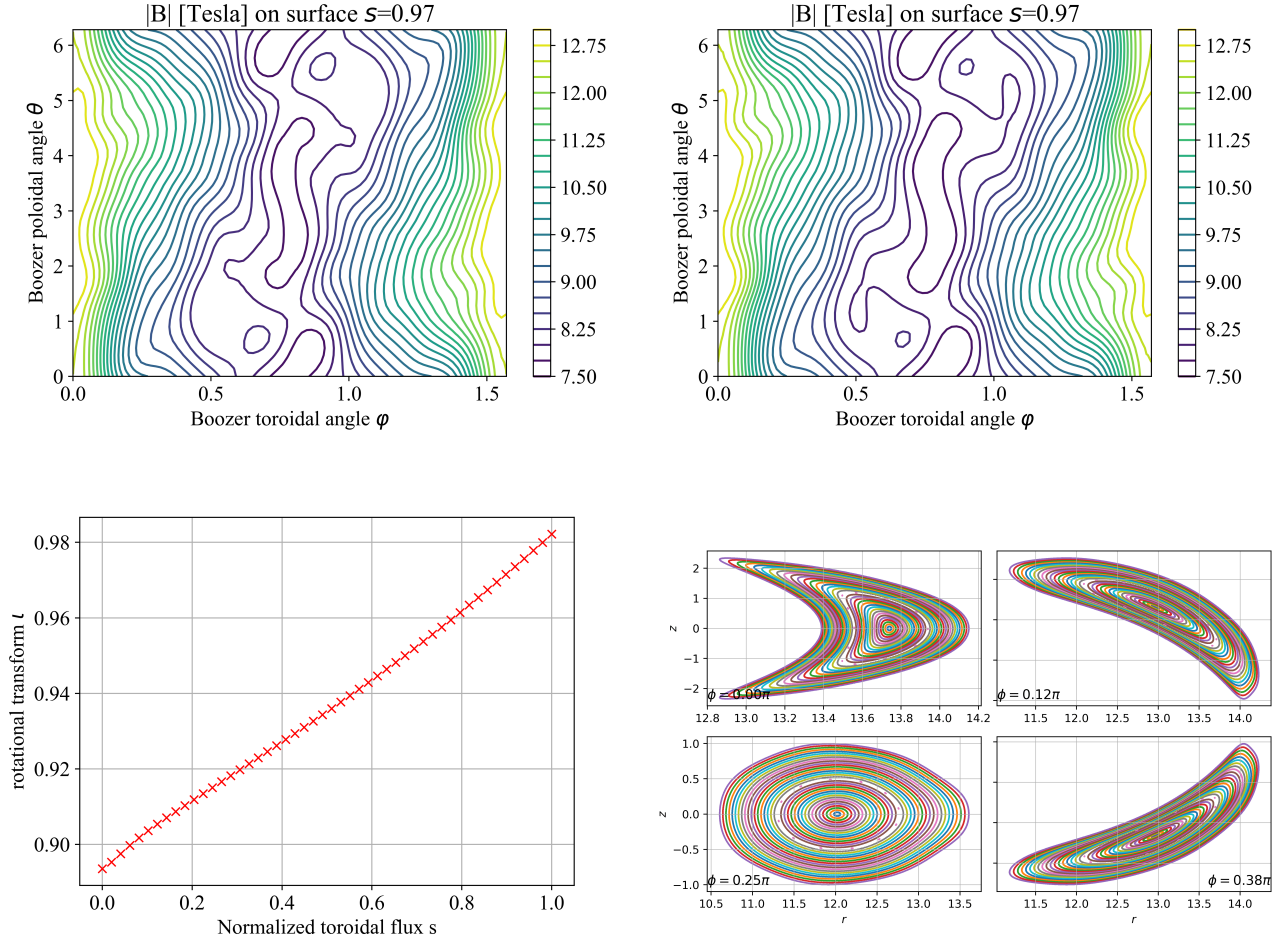 |B| [Tesla] on surface s=0.97
Boozer poloidal angle θ
6
5
4
3
2
1
0
0.0 0.5 1.0 1.5
Boozer toroidal angle φ
12.75
12.00
11.25
10.50
9.75
9.00
8.25
7.50
|B| [Tesla] on surface s=0.97
Boozer poloidal angle θ
6
5
4
3
2
1
0
0.0 0.5 1.0 1.5
Boozer toroidal angle φ
12.75
12.00
11.25
10.50
9.75
9.00
8.25
7.50
rotational transform ι
0.98
0.96
0.94
0.92
0.90
0.0 0.2 0.4 0.6 0.8 1.0
Normalized toroidal flux s
z
2
1
0
−1
−2
ϕ = 0.00π
12.8 13.0 13.2 13.4 13.6 13.8 14.0 14.2
ϕ = 0.12π
11.5 12.0 12.5 13.0 13.5 14.0
z
1.0
0.5
0.0
−0.5
−1.0
ϕ = 0.25π
10.5 11.0 11.5 12.0 12.5 13.0 13.5
r
ϕ = 0.38π
11.5 12.0 12.5 13.0 13.5 14.0
r